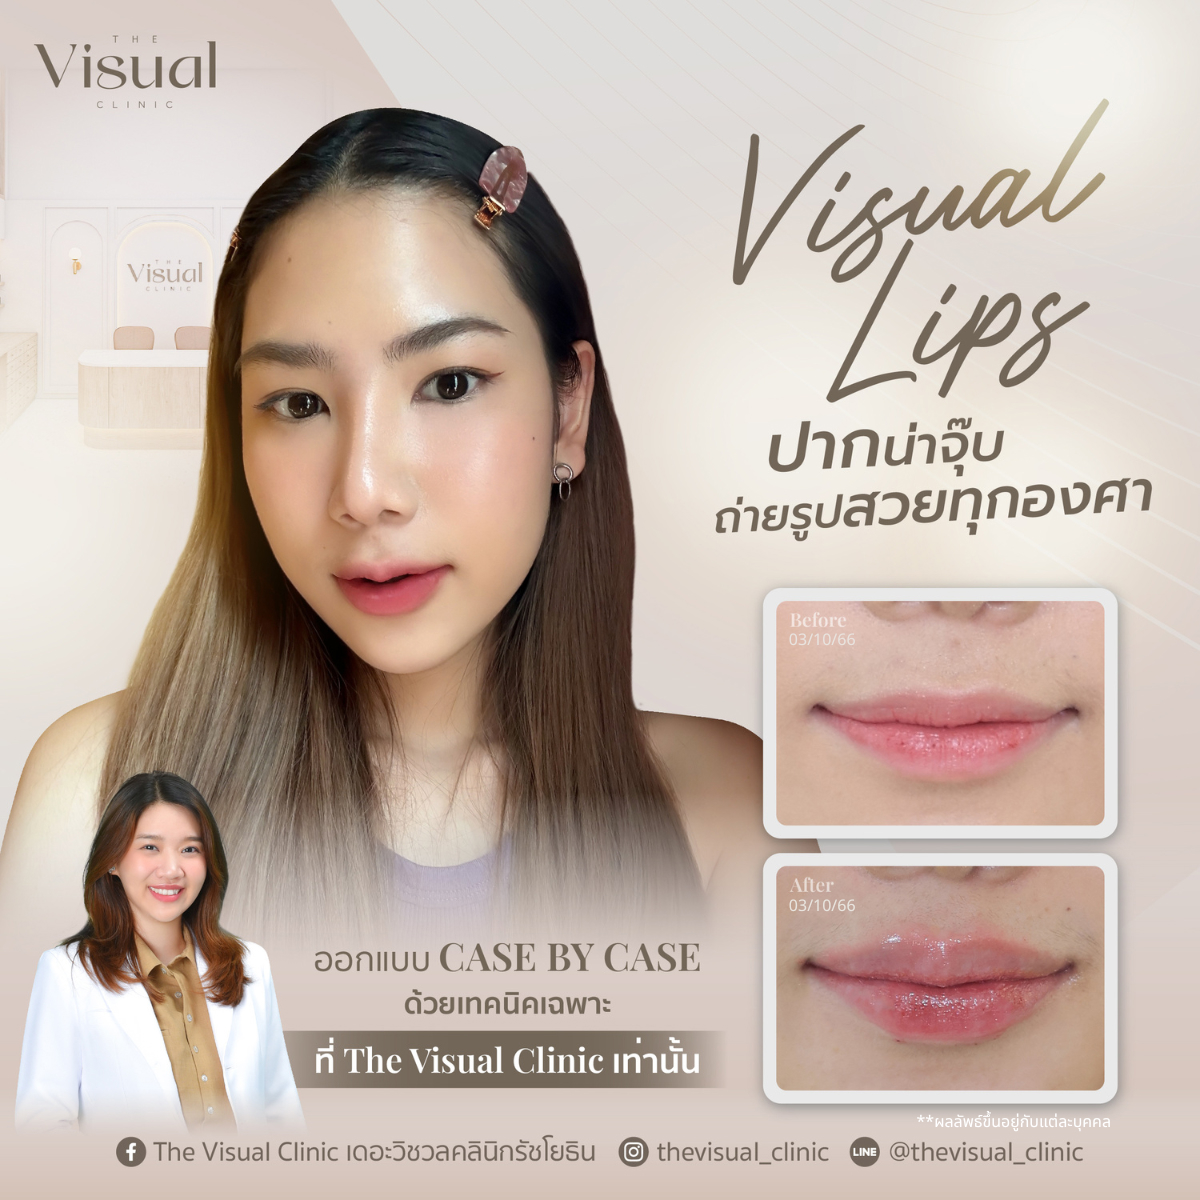 THE
Visual
CLINIC
THE
Visual
CLINIC
Visual
Lips
ปากน่าจุ๊บ
ถ่ายรูปสวยทุกองศา
Before
03/10/66
After
03/10/66
ออกแบบ CASE BY CASE
ด้วยเทคนิคเฉพาะ
ที่ The Visual Clinic เท่านั้น
**ผลลัพธ์ขึ้นอยู่กับแต่ละบุคคล
The Visual Clinic เดอะวิชวลคลินิกรัชโยธิน thevisual_clinic LINE @thevisual_clinic